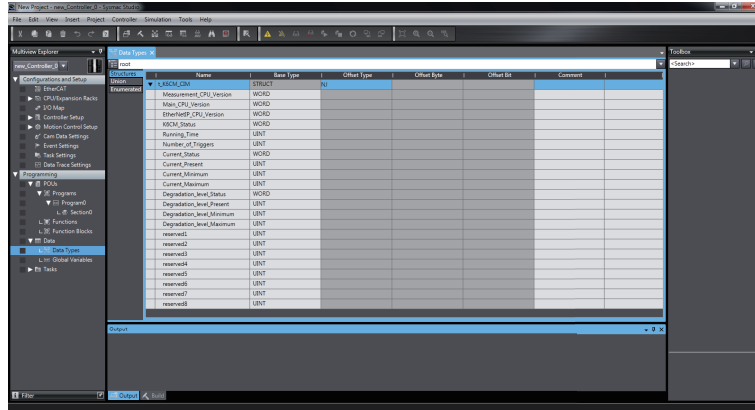 New Project - new_Controller_0 - Sysmac Studio
File Edit View Insert Project Controller Simulation Tools Help
Multiview Explorer
new_Controller_0
Configurations and Setup
EtherCAT
CPU/Expansion Racks
I/O Map
Controller Setup
Motion Control Setup
Cam Data Settings
Event Settings
Task Settings
Data Trace Settings
Programming
POUs
Programs
Program0
Section0
Functions
Function Blocks
Data
Data Types
Global Variables
Tasks
Filter
Data Types
root
Structures
Union
Enumerated
Name Base Type Offset Type Offset Byte Offset Bit Comment
t_K6CM_CIM STRUCT NJ
Measurement_CPU_Version WORD
Main_CPU_Version WORD
EtherNetIP_CPU_Version WORD
K6CM_Status WORD
Running_Time UINT
Number_of_Triggers UINT
Current_Status WORD
Current_Present UINT
Current_Minimum UINT
Current_Maximum UINT
Degradation_level_Status WORD
Degradation_level_Present UINT
Degradation_level_Minimum UINT
Degradation_level_Maximum UINT
reserved1 UINT
reserved2 UINT
reserved3 UINT
reserved4 UINT
reserved5 UINT
reserved6 UINT
reserved7 UINT
reserved8 UINT
Output
Output Build
Toolbox
<Search>